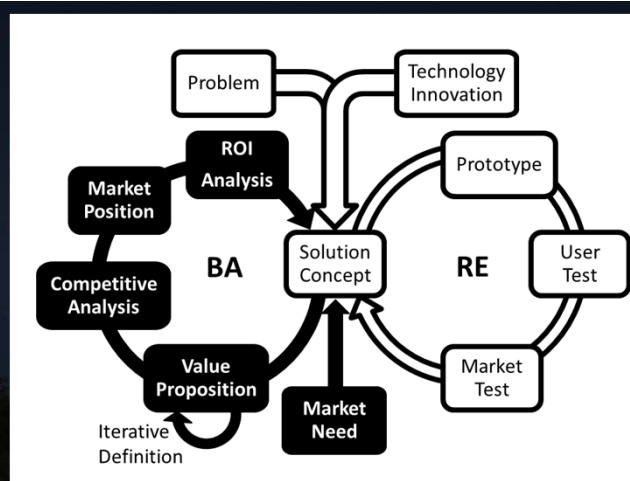 Problem
Technology
Innovation
ROI
Analysis
Prototype
Market
Position
BA
Solution
Concept
RE
User
Test
Competitive
Analysis
Value
Proposition
Market
Test
Market
Need
Iterative
Definition